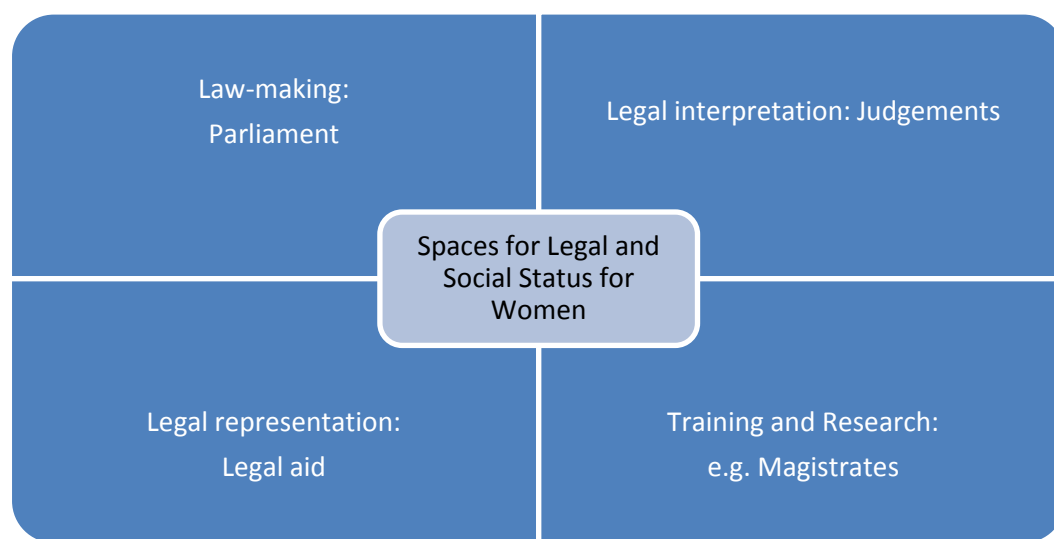 Law-making:
Parliament
Legal interpretation: Judgements
Spaces for Legal and
Social Status for
Women
Legal representation:
Legal aid
Training and Research:
e.g. Magistrates